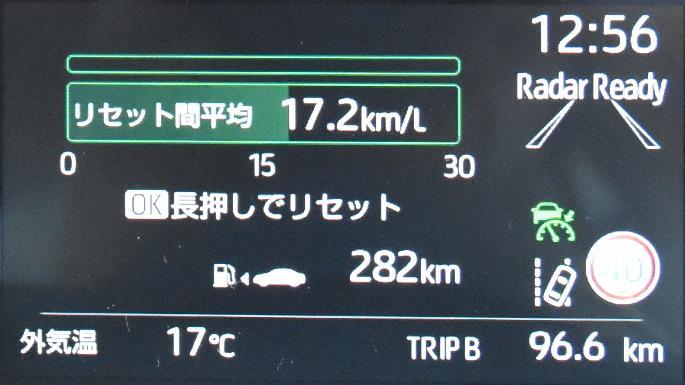 12:56
Radar Ready
リセット間平均 17.2km/L
0 15 30
OK長押しでリセット
282km
40
外気温 17℃ TRIP B 96.6 km